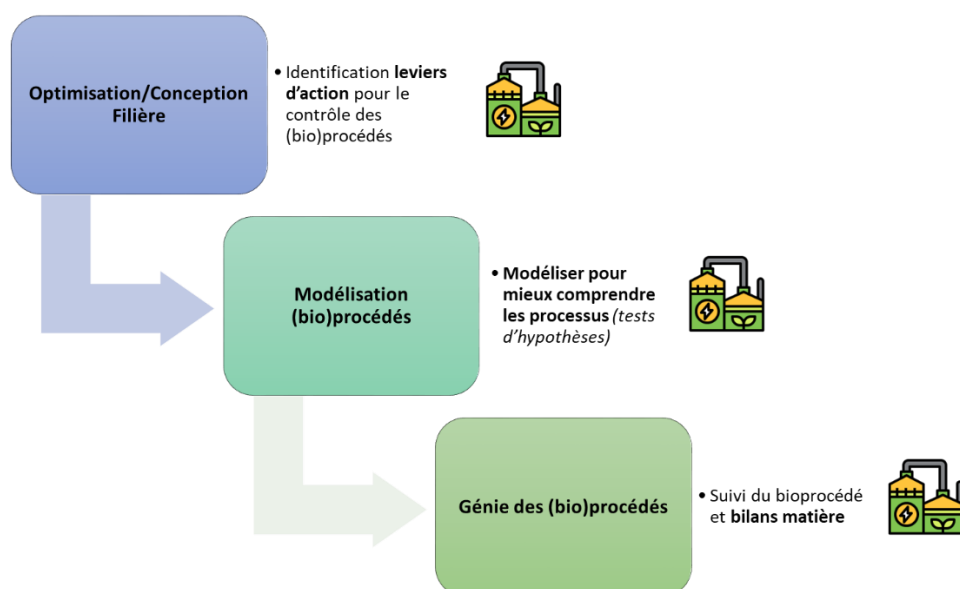 Optimisation/Conception
Filière
• Identification leviers
d'action pour le
contrôle des
(bio)procédés
Modélisation
(bio)procédés
• Modéliser pour
mieux comprendre
les processus (tests
d'hypothèses)
Génie des (bio)procédés
• Suivi du bioprocédé
et bilans matière